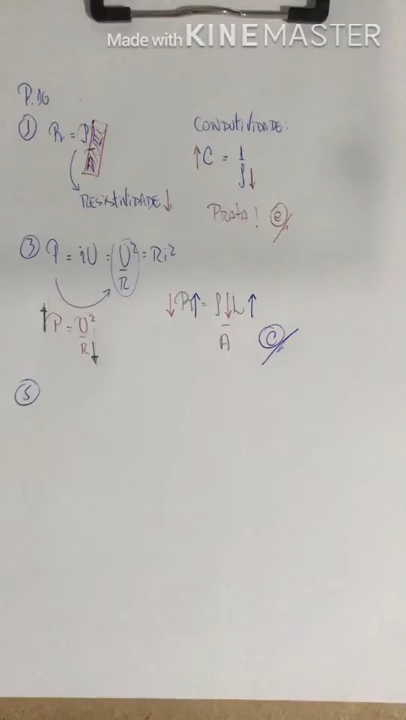 Made with KINEMASTER
P.16
① R = ρL/A
RESISTIVIDADE ↓
CONDUTIVIDADE:
↑C = 1/ρ↓
PRATA! ⓔ
③ P = iU = U²/R = Ri²
↑P = U²/R↓
↓R↑ = ρ↓L↑/A
Ⓒ
⑤